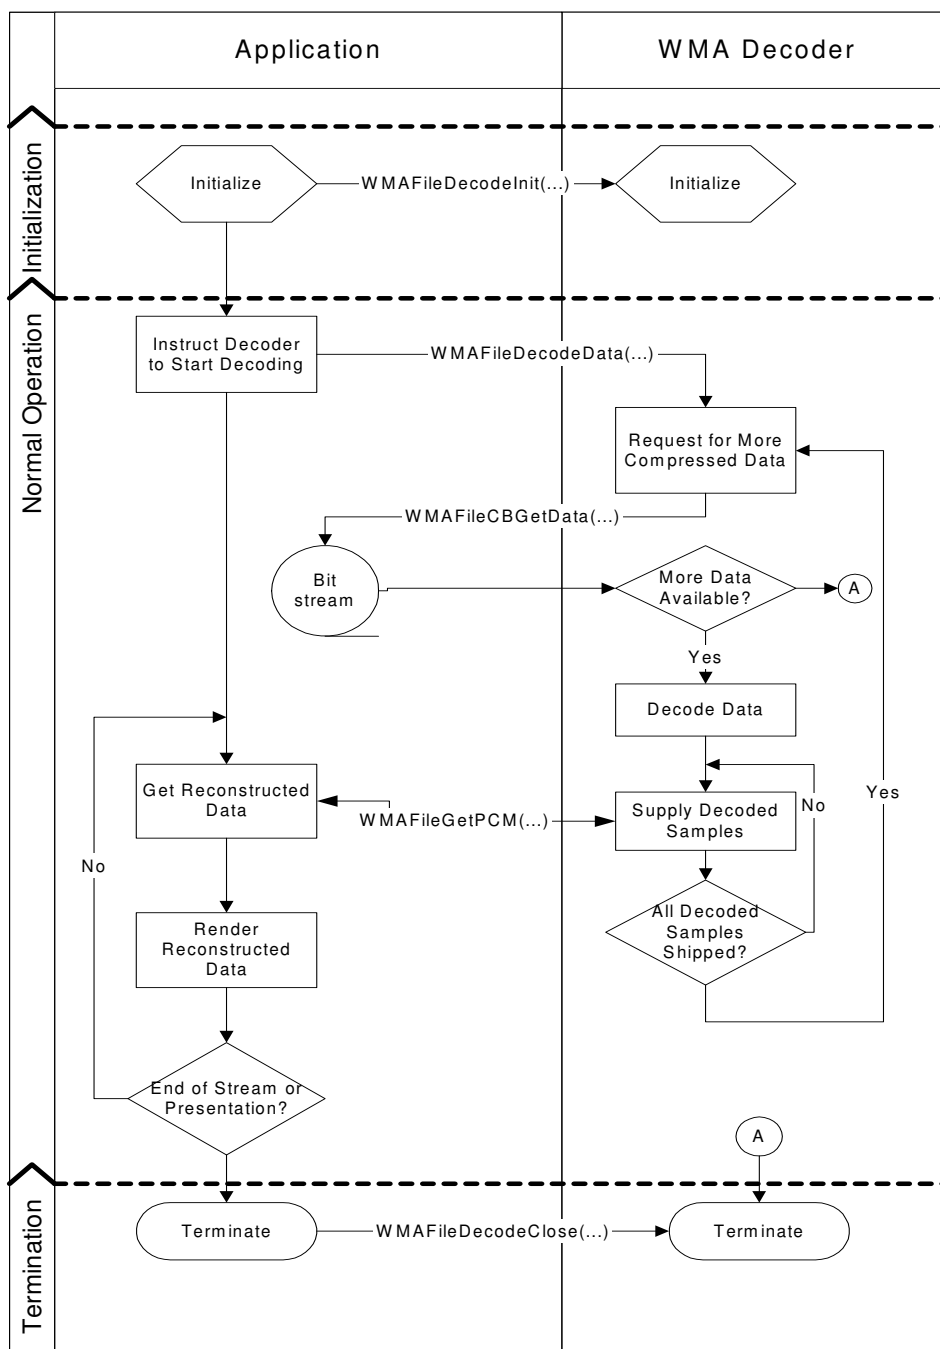 Application
WMA Decoder
Initialization
Initialize
WMAFileDecodeInit(...)
Initialize
Normal Operation
Instruct Decoder
to Start Decoding
WMAFileDecodeData(...)
Request for More
Compressed Data
WMAFileCBGetData(...)
Bit
stream
More Data
Available?
A
Yes
Decode Data
Get Reconstructed
Data
WMAFileGetPCM(...)
Supply Decoded
Samples
No
Yes
No
Render
Reconstructed
Data
All Decoded
Samples
Shipped?
End of Stream or
Presentation?
A
Termination
Terminate
WMAFileDecodeClose(...)
Terminate